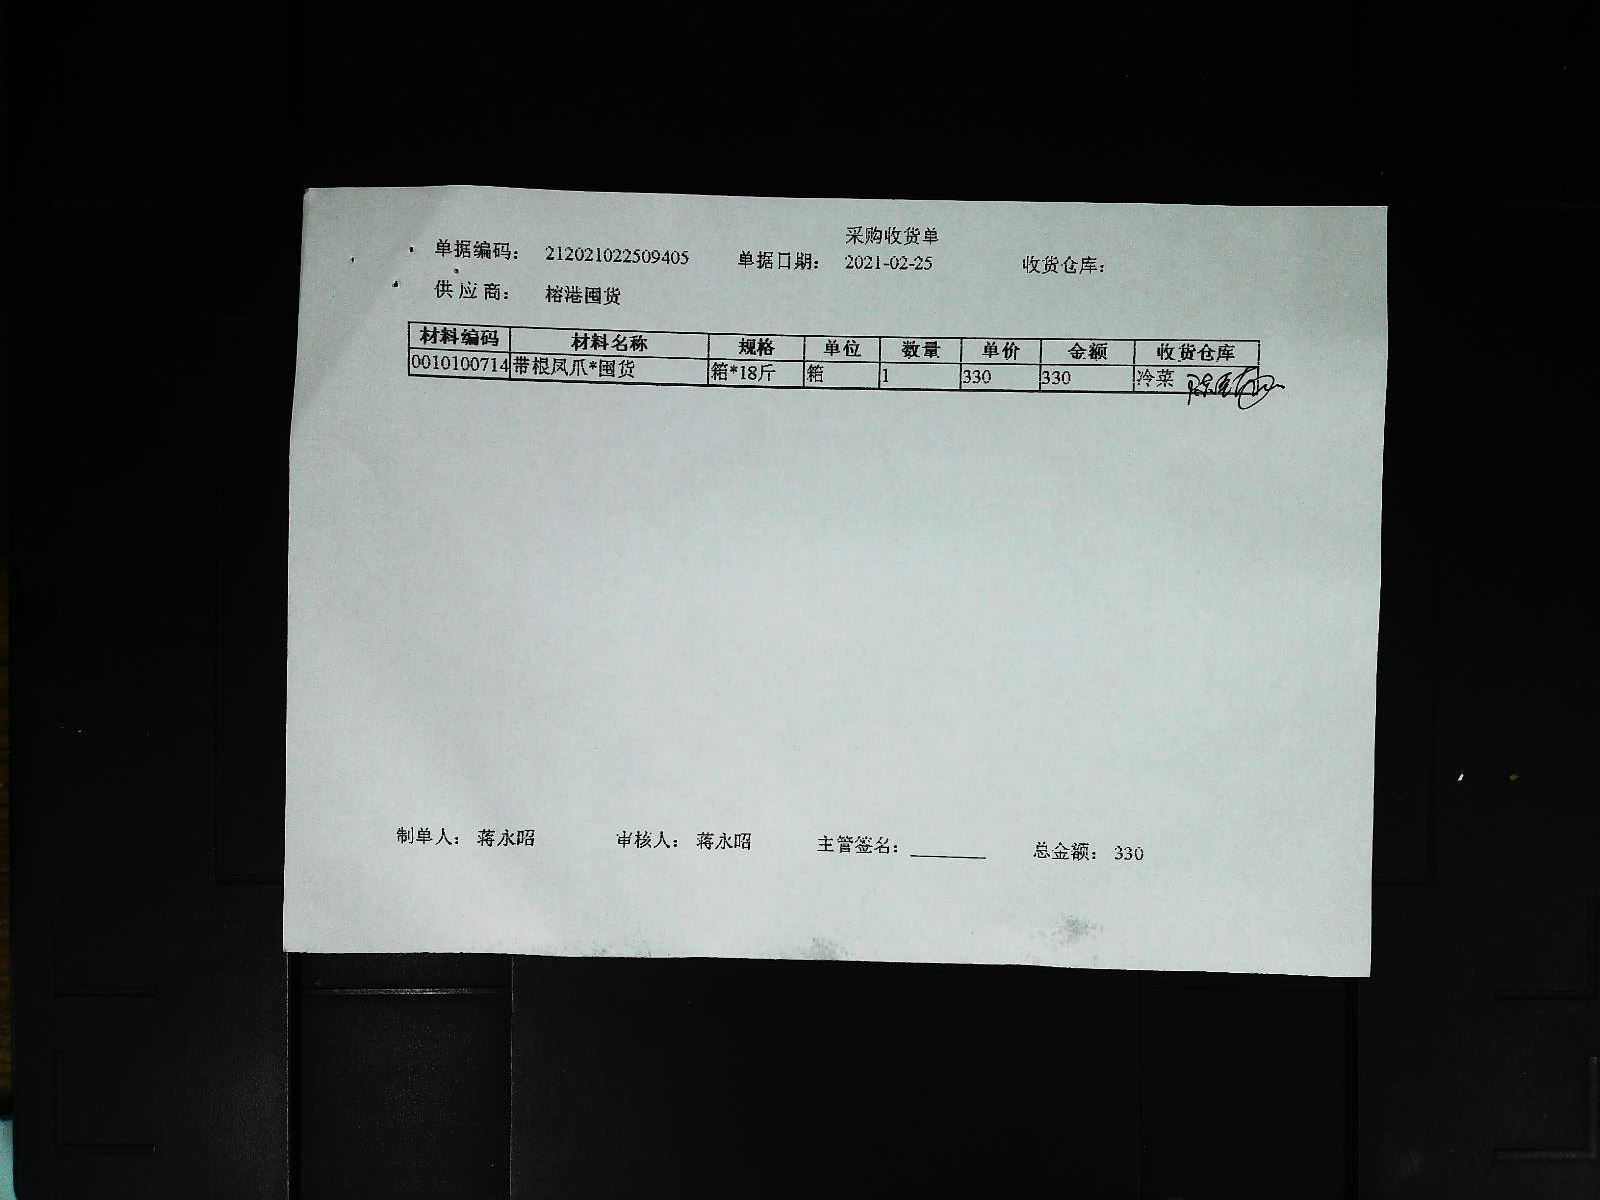 采购收货单
单据编码： 212021022509405 单据日期： 2021-02-25 收货仓库：
供 应 商： 榕港囤货
材料编码 材料名称 规格 单位 数量 单价 金额 收货仓库
0010100714 带根凤爪*囤货 箱*18斤 箱 1 330 330 冷菜
制单人： 蒋永昭 审核人： 蒋永昭 主管签名： 总金额： 330